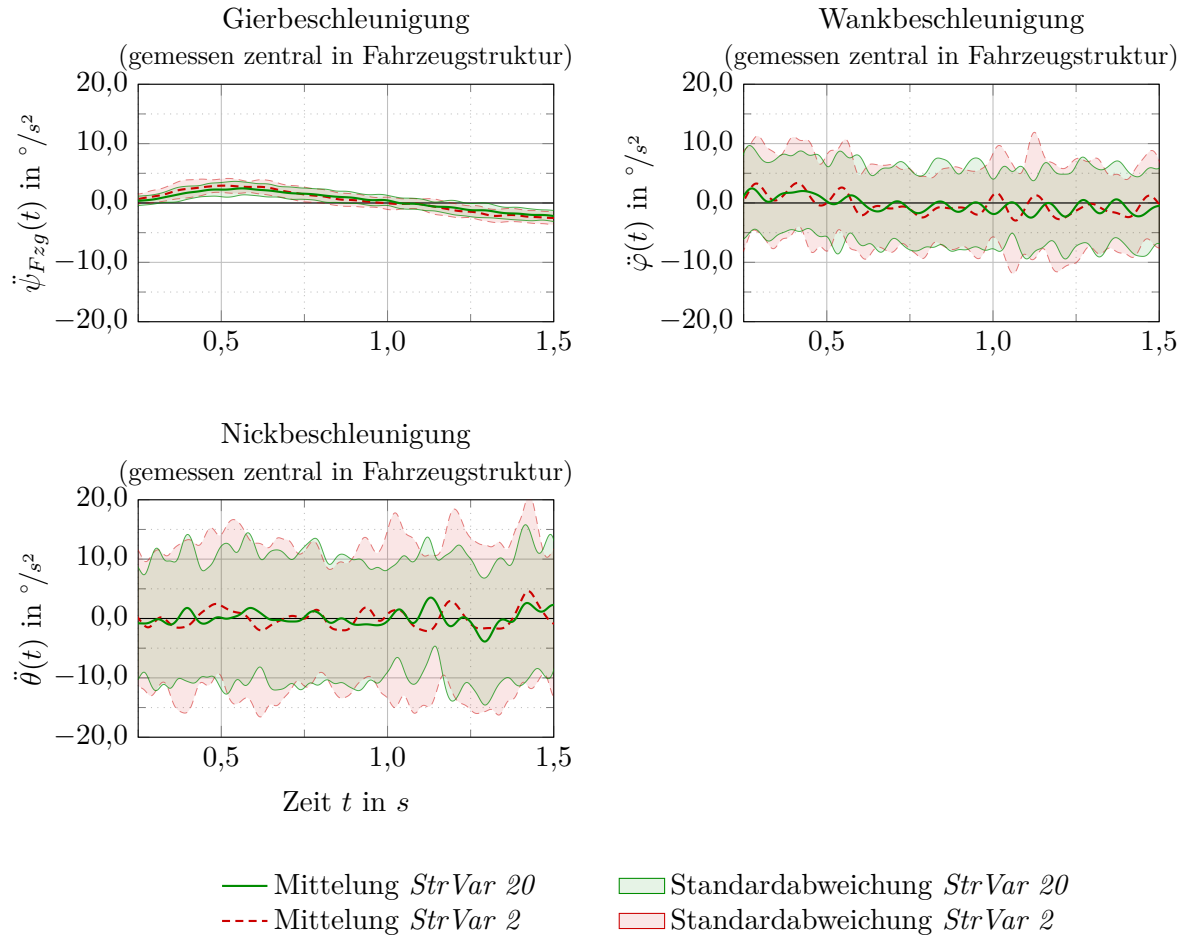 Gierbeschleunigung
(gemessen zentral in Fahrzeugstruktur)
20,0
10,0
0,0
−10,0
−20,0
ψ̈_Fzg(t) in °/s²
0,5
1,0
1,5
Wankbeschleunigung
(gemessen zentral in Fahrzeugstruktur)
20,0
10,0
0,0
−10,0
−20,0
φ̈(t) in °/s²
0,5
1,0
1,5
Nickbeschleunigung
(gemessen zentral in Fahrzeugstruktur)
20,0
10,0
0,0
−10,0
−20,0
θ̈(t) in °/s²
0,5
1,0
1,5
Zeit t in s
Mittelung StrVar 20
Standardabweichung StrVar 20
Mittelung StrVar 2
Standardabweichung StrVar 2